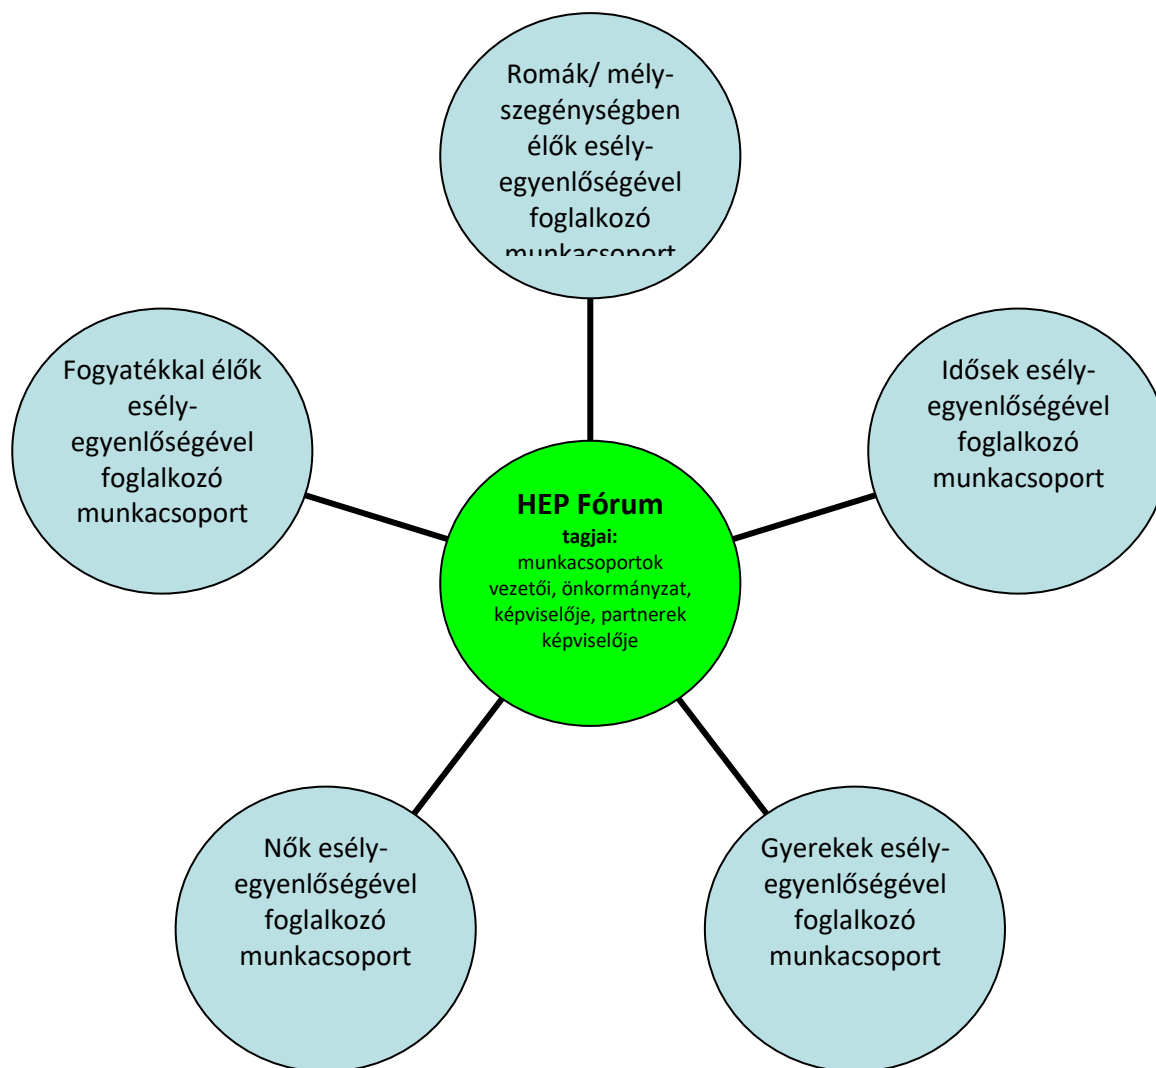 Romák/ mély-
szegénységben
élők esély-
egyenlőségével
foglalkozó
munkacsoport
Fogyatékkal élők
esély-
egyenlőségével
foglalkozó
munkacsoport
Idősek esély-
egyenlőségével
foglalkozó
munkacsoport
HEP Fórum
tagjai:
munkacsoportok
vezetői, önkormányzat,
képviselője, partnerek
képviselője
Nők esély-
egyenlőségével
foglalkozó
munkacsoport
Gyerekek esély-
egyenlőségével
foglalkozó
munkacsoport